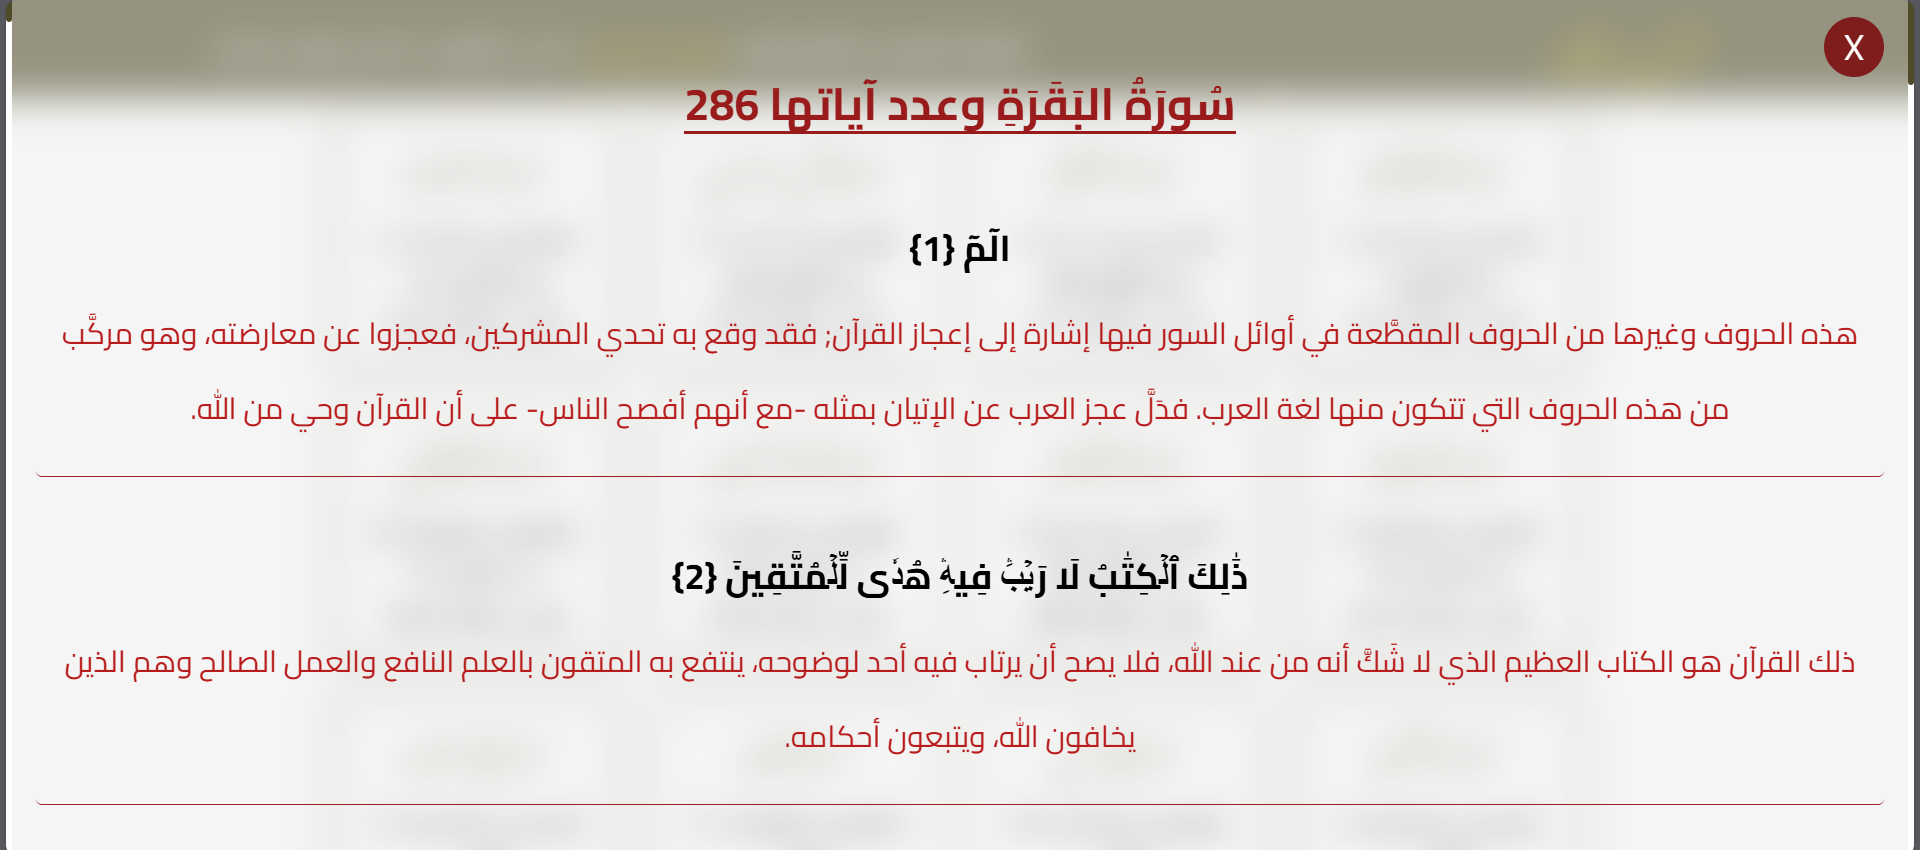 X
سُورَةُ البَقَرَةِ وعدد آياتها 286
الٓمٓ {1}
هذه الحروف وغيرها من الحروف المقطَّعة في أوائل السور فيها إشارة إلى إعجاز القرآن; فقد وقع به تحدي المشركين، فعجزوا عن معارضته، وهو مركَّب
من هذه الحروف التي تتكون منها لغة العرب. فدَلَّ عجز العرب عن الإتيان بمثله -مع أنهم أفصح الناس- على أن القرآن وحي من الله.
ذَٰلِكَ ٱلۡكِتَٰبُ لَا رَيۡبَۛ فِيهِۛ هُدٗى لِّلۡمُتَّقِينَ {2}
ذلك القرآن هو الكتاب العظيم الذي لا شَكَّ أنه من عند الله، فلا يصح أن يرتاب فيه أحد لوضوحه، ينتفع به المتقون بالعلم النافع والعمل الصالح وهم الذين
يخافون الله، ويتبعون أحكامه.